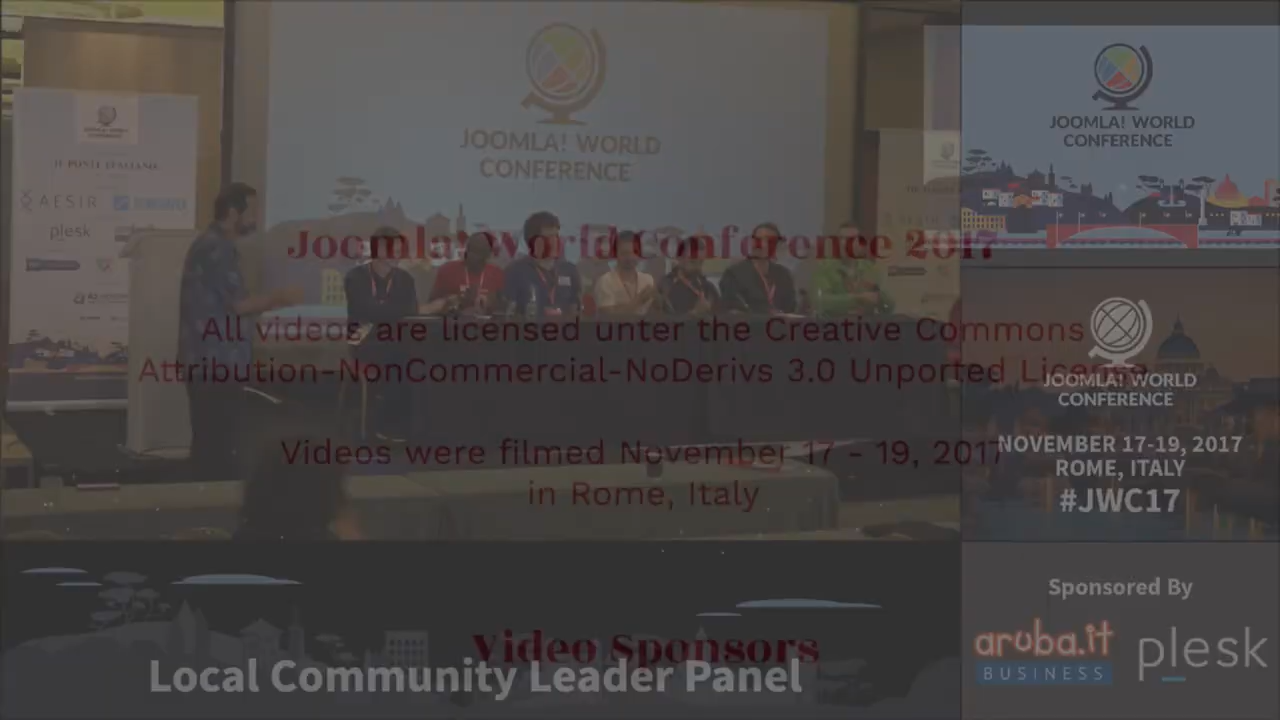 JOOMLA! WORLD
CONFERENCE
IL PONTE ITALIANO
AESIR
plesk
Joomla! World Conference 2017
All videos are licensed unter the Creative Commons
Attribution-NonCommercial-NoDerivs 3.0 Unported License
Videos were filmed November 17 - 19, 2017
in Rome, Italy
Video Sponsors
Local Community Leader Panel
JOOMLA! WORLD
CONFERENCE
JOOMLA! WORLD
CONFERENCE
NOVEMBER 17-19, 2017
ROME, ITALY
#JWC17
Sponsored By
aruba.it
BUSINESS
plesk